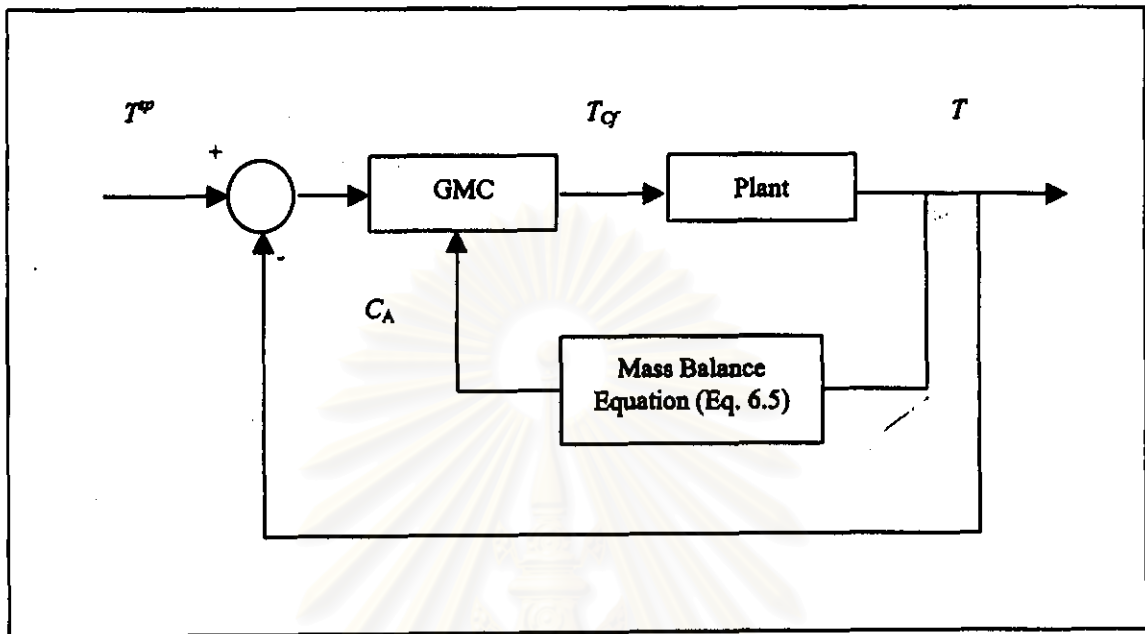 T^sp
T_Cf
T
+
GMC
Plant
-
C_A
Mass Balance
Equation (Eq. 6.5)